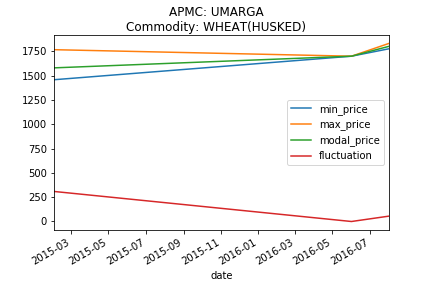 APMC: UMARGA
Commodity: WHEAT(HUSKED)
1750
1500
1250
1000
750
500
250
0
min_price
max_price
modal_price
fluctuation
2015-03
2015-05
2015-07
2015-09
2015-11
2016-01
2016-03
2016-05
2016-07
date